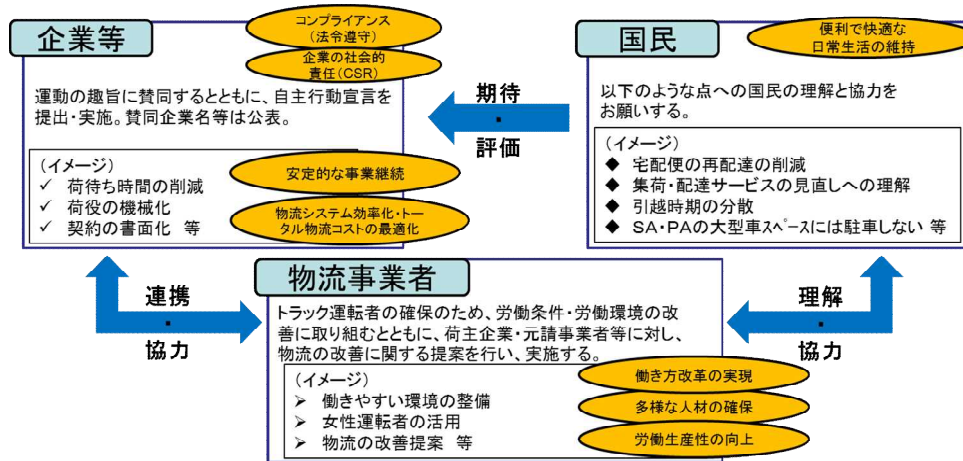 企業等
コンプライアンス
(法令遵守)
企業の社会的
責任(CSR)
運動の趣旨に賛同するとともに、自主行動宣言を
提出・実施。賛同企業名等は公表。
(イメージ)
✓ 荷待ち時間の削減
✓ 荷役の機械化
✓ 契約の書面化 等
安定的な事業継続
物流システム効率化・トー
タル物流コストの最適化
期待
・
評価
国民
便利で快適な
日常生活の維持
以下のような点への国民の理解と協力を
お願いする。
(イメージ)
◆ 宅配便の再配達の削減
◆ 集荷・配達サービスの見直しへの理解
◆ 引越時期の分散
◆ SA・PAの大型車スペースには駐車しない 等
連携
・
協力
物流事業者
トラック運転者の確保のため、労働条件・労働環境の改
善に取り組むとともに、荷主企業・元請事業者等に対し、
物流の改善に関する提案を行い、実施する。
(イメージ)
➢ 働きやすい環境の整備
➢ 女性運転者の活用
➢ 物流の改善提案 等
働き方改革の実現
多様な人材の確保
労働生産性の向上
理解
・
協力